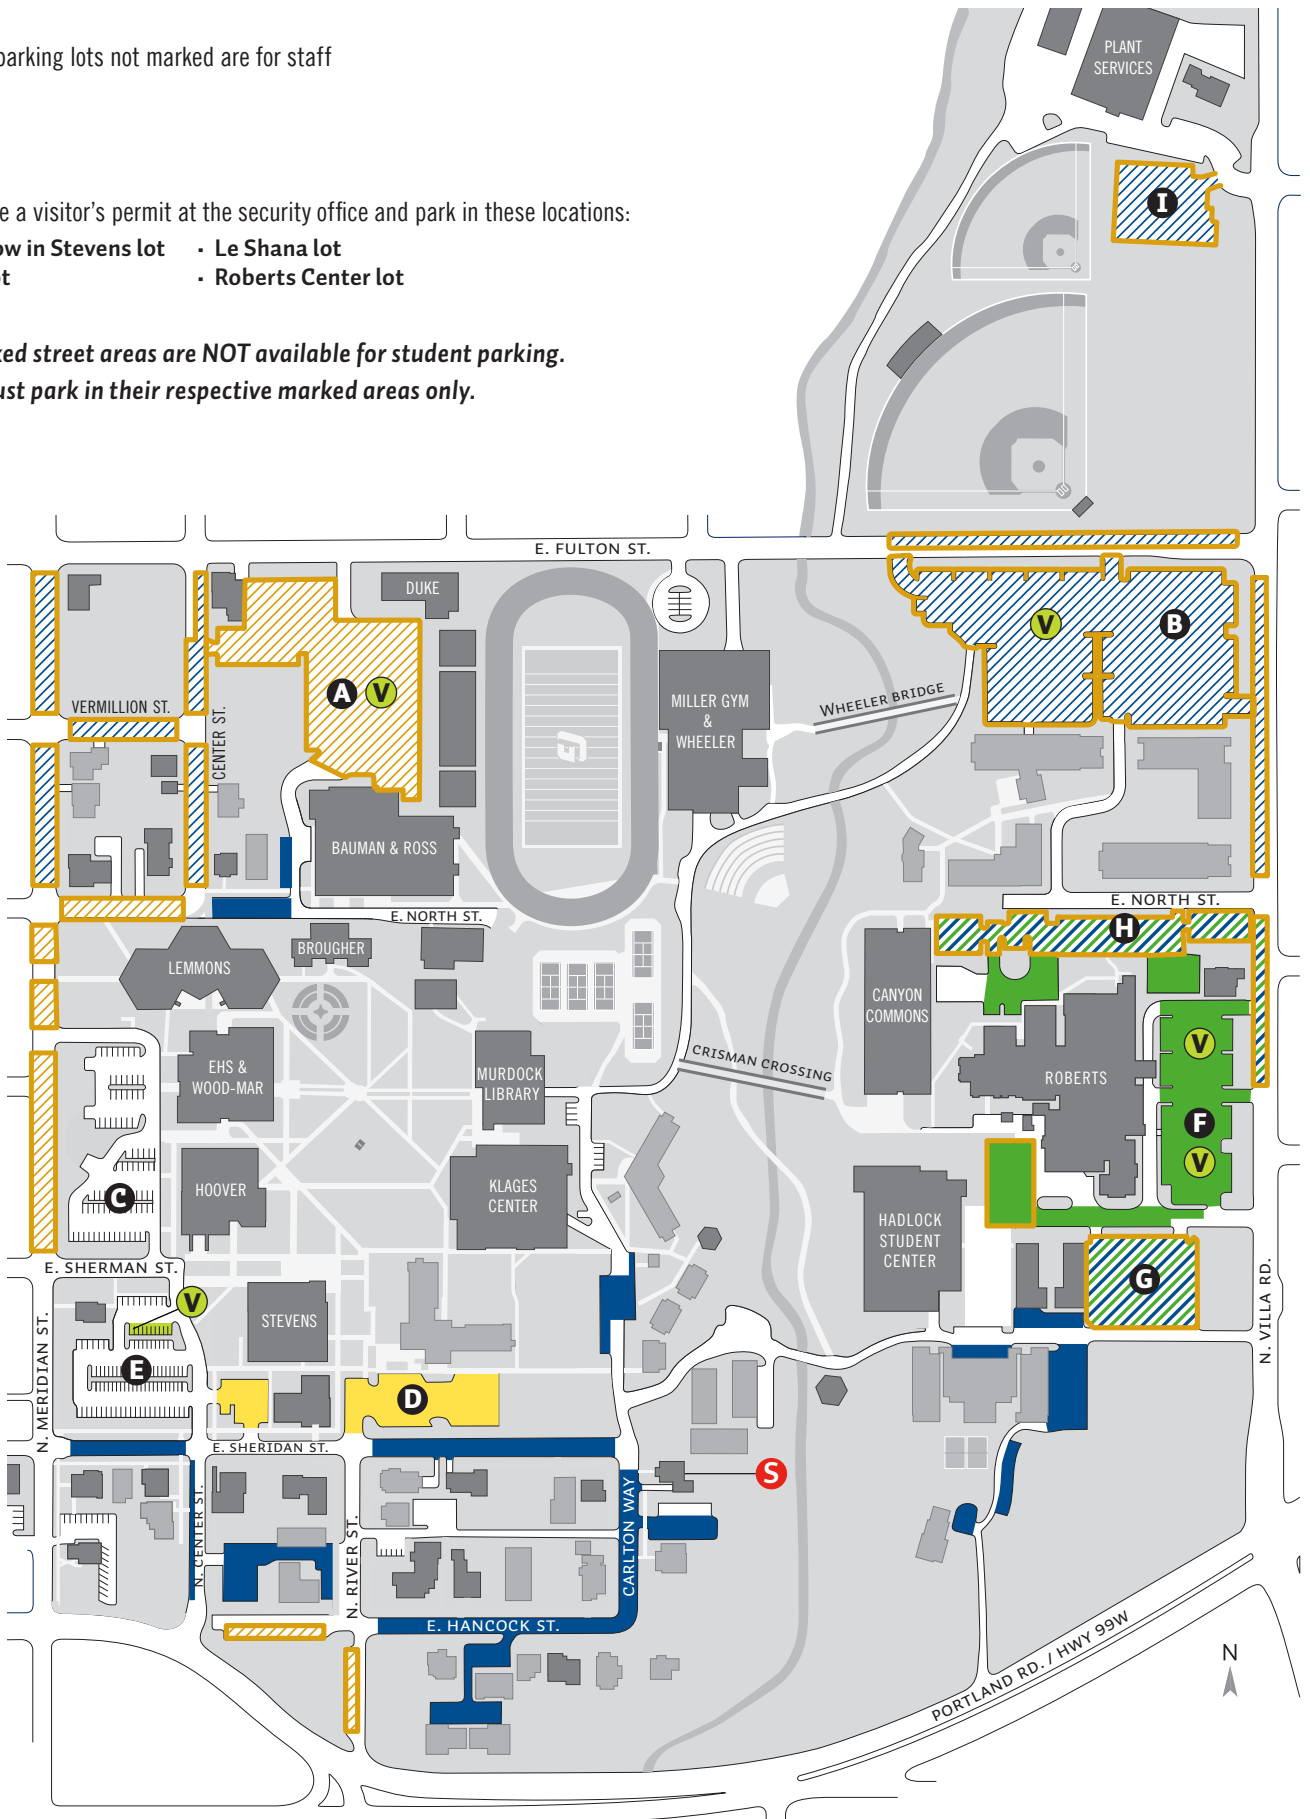 parking lots not marked are for staff
e a visitor's permit at the security office and park in these locations:
ow in Stevens lot · Le Shana lot
ot · Roberts Center lot
ked street areas are NOT available for student parking.
ust park in their respective marked areas only.
PLANT
SERVICES
I
E. FULTON ST.
DUKE
V
B
A V
VERMILLION ST.
CENTER ST.
MILLER GYM
&
WHEELER
WHEELER BRIDGE
BAUMAN & ROSS
E. NORTH ST.
E. NORTH ST.
H
LEMMONS
BROUGHER
CANYON
COMMONS
EHS &
WOOD-MAR
MURDOCK
LIBRARY
CRISMAN CROSSING
ROBERTS
V
F
V
C
HOOVER
KLAGES
CENTER
HADLOCK
STUDENT
CENTER
E. SHERMAN ST.
V
G
STEVENS
N. MERIDIAN ST.
N. VILLA RD.
E
D
E. SHERIDAN ST.
S
N. CENTER ST.
N. RIVER ST.
CARLTON WAY
E. HANCOCK ST.
PORTLAND RD. / HWY 99W
N